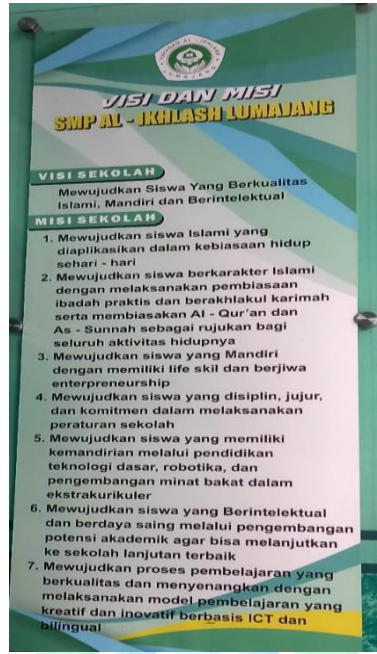 YAYASAN AL - IKHLASH
LUMAJANG
VISI DAN MISI
SMP AL - IKHLASH LUMAJANG
VISI SEKOLAH
Mewujudkan Siswa Yang Berkualitas
Islami, Mandiri dan Berintelektual
MISI SEKOLAH
1. Mewujudkan siswa Islami yang
diaplikasikan dalam kebiasaan hidup
sehari - hari
2. Mewujudkan siswa berkarakter Islami
dengan melaksanakan pembiasaan
ibadah praktis dan berakhlakul karimah
serta membiasakan Al - Qur'an dan
As - Sunnah sebagai rujukan bagi
seluruh aktivitas hidupnya
3. Mewujudkan siswa yang Mandiri
dengan memiliki life skil dan berjiwa
enterpreneurship
4. Mewujudkan siswa yang disiplin, jujur,
dan komitmen dalam melaksanakan
peraturan sekolah
5. Mewujudkan siswa yang memiliki
kemandirian melalui pendidikan
teknologi dasar, robotika, dan
pengembangan minat bakat dalam
ekstrakurikuler
6. Mewujudkan siswa yang Berintelektual
dan berdaya saing melalui pengembangan
potensi akademik agar bisa melanjutkan
ke sekolah lanjutan terbaik
7. Mewujudkan proses pembelajaran yang
berkualitas dan menyenangkan dengan
melaksanakan model pembelajaran yang
kreatif dan inovatif berbasis ICT dan
bilingual